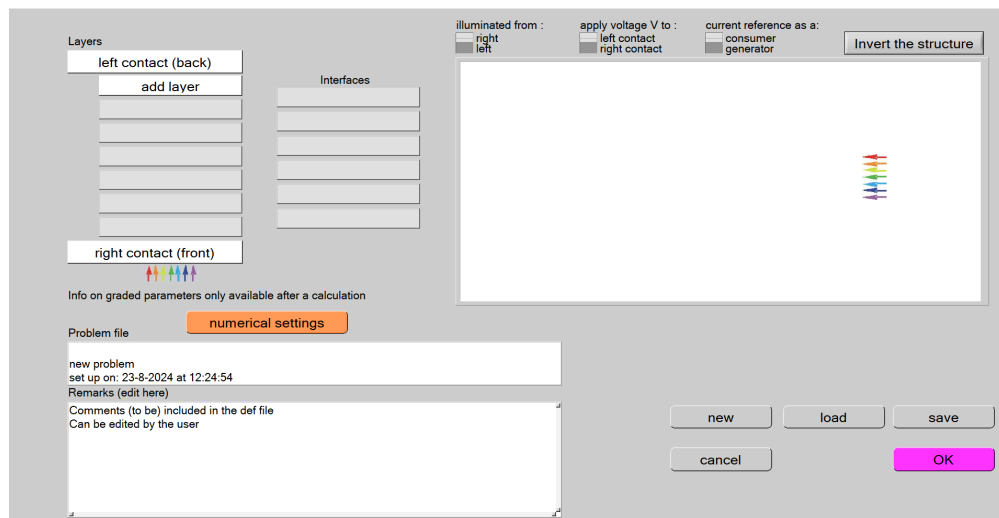 Layers
left contact (back)
add layer
right contact (front)
Interfaces
illuminated from :
right
left
apply voltage V to :
left contact
right contact
current reference as a:
consumer
generator
Invert the structure
Info on graded parameters only available after a calculation
numerical settings
Problem file
new problem
set up on: 23-8-2024 at 12:24:54
Remarks (edit here)
Comments (to be) included in the def file
Can be edited by the user
new
load
save
cancel
OK